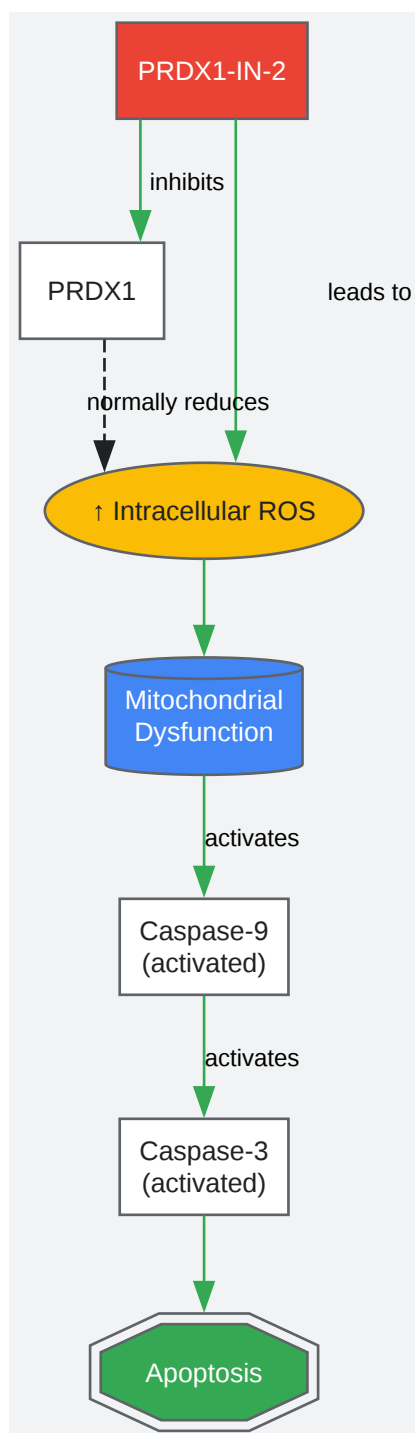 PRDX1-IN-2
inhibits
PRDX1
leads to
normally reduces
↑ Intracellular ROS
Mitochondrial
Dysfunction
activates
Caspase-9
(activated)
activates
Caspase-3
(activated)
Apoptosis